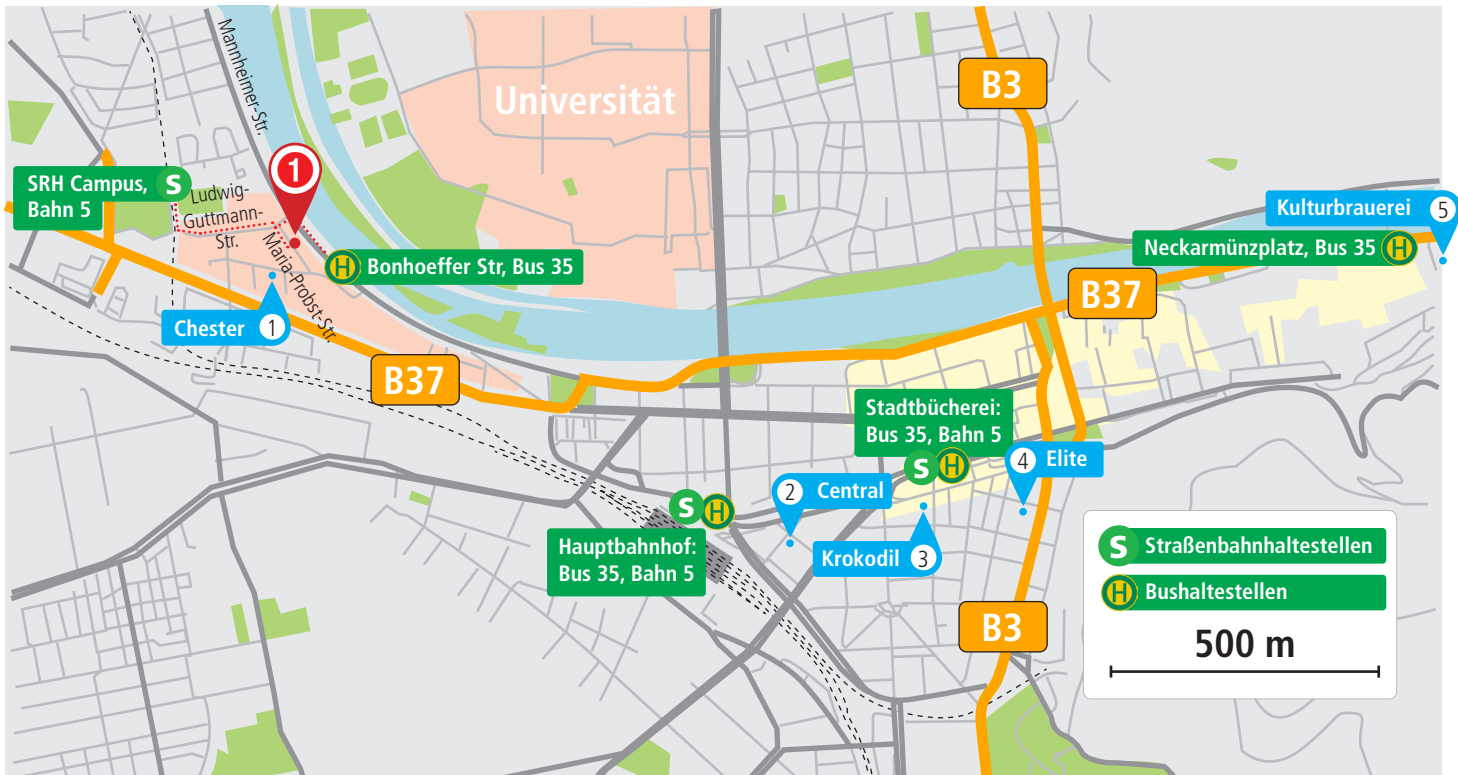 Mannheimer-Str.
Universität
B3
1
SRH Campus,
Bahn 5
S
Ludwig-
Guttmann-
Str.
Maria-Probst-Str.
H
Bonhoeffer Str, Bus 35
Kulturbrauerei 5
Neckarmünzplatz, Bus 35 H
Chester 1
B37
B37
Stadtbücherei:
Bus 35, Bahn 5
S H
4 Elite
2 Central
S H
Hauptbahnhof:
Bus 35, Bahn 5
Krokodil 3
B3
S Straßenbahnhaltestellen
H Bushaltestellen
500 m